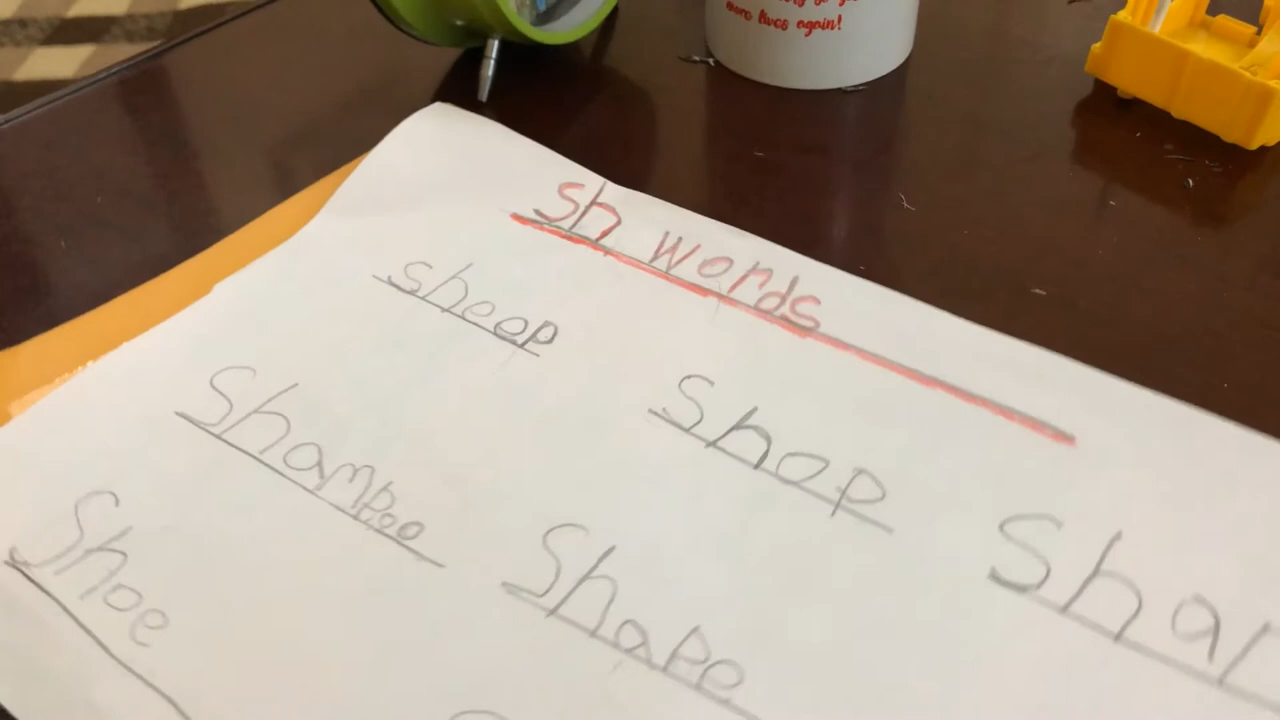 more lives again!
sh words
sheep
shop
shampoo
shape
shoe